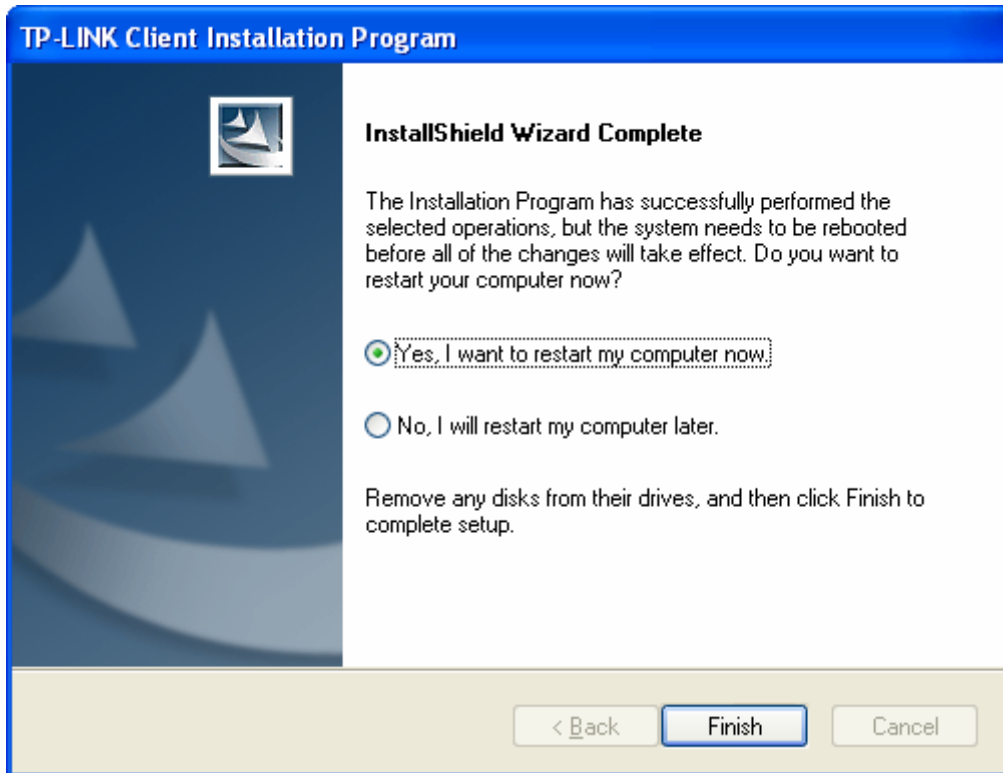 TP-LINK Client Installation Program
InstallShield Wizard Complete
The Installation Program has successfully performed the
selected operations, but the system needs to be rebooted
before all of the changes will take effect. Do you want to
restart your computer now?
Yes, I want to restart my computer now.
No, I will restart my computer later.
Remove any disks from their drives, and then click Finish to
complete setup.
< Back Finish Cancel